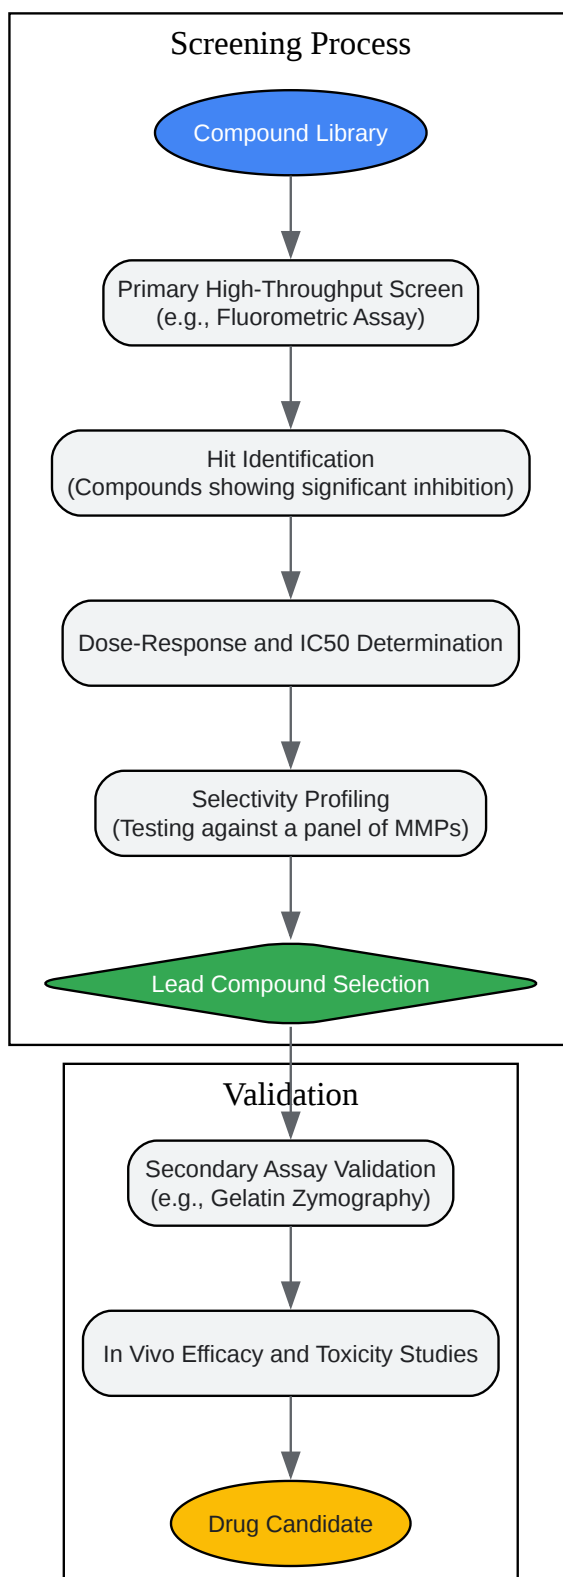 Screening Process
Compound Library
Primary High-Throughput Screen
(e.g., Fluorometric Assay)
Hit Identification
(Compounds showing significant inhibition)
Dose-Response and IC50 Determination
Selectivity Profiling
(Testing against a panel of MMPs)
Lead Compound Selection
Validation
Secondary Assay Validation
(e.g., Gelatin Zymography)
In Vivo Efficacy and Toxicity Studies
Drug Candidate